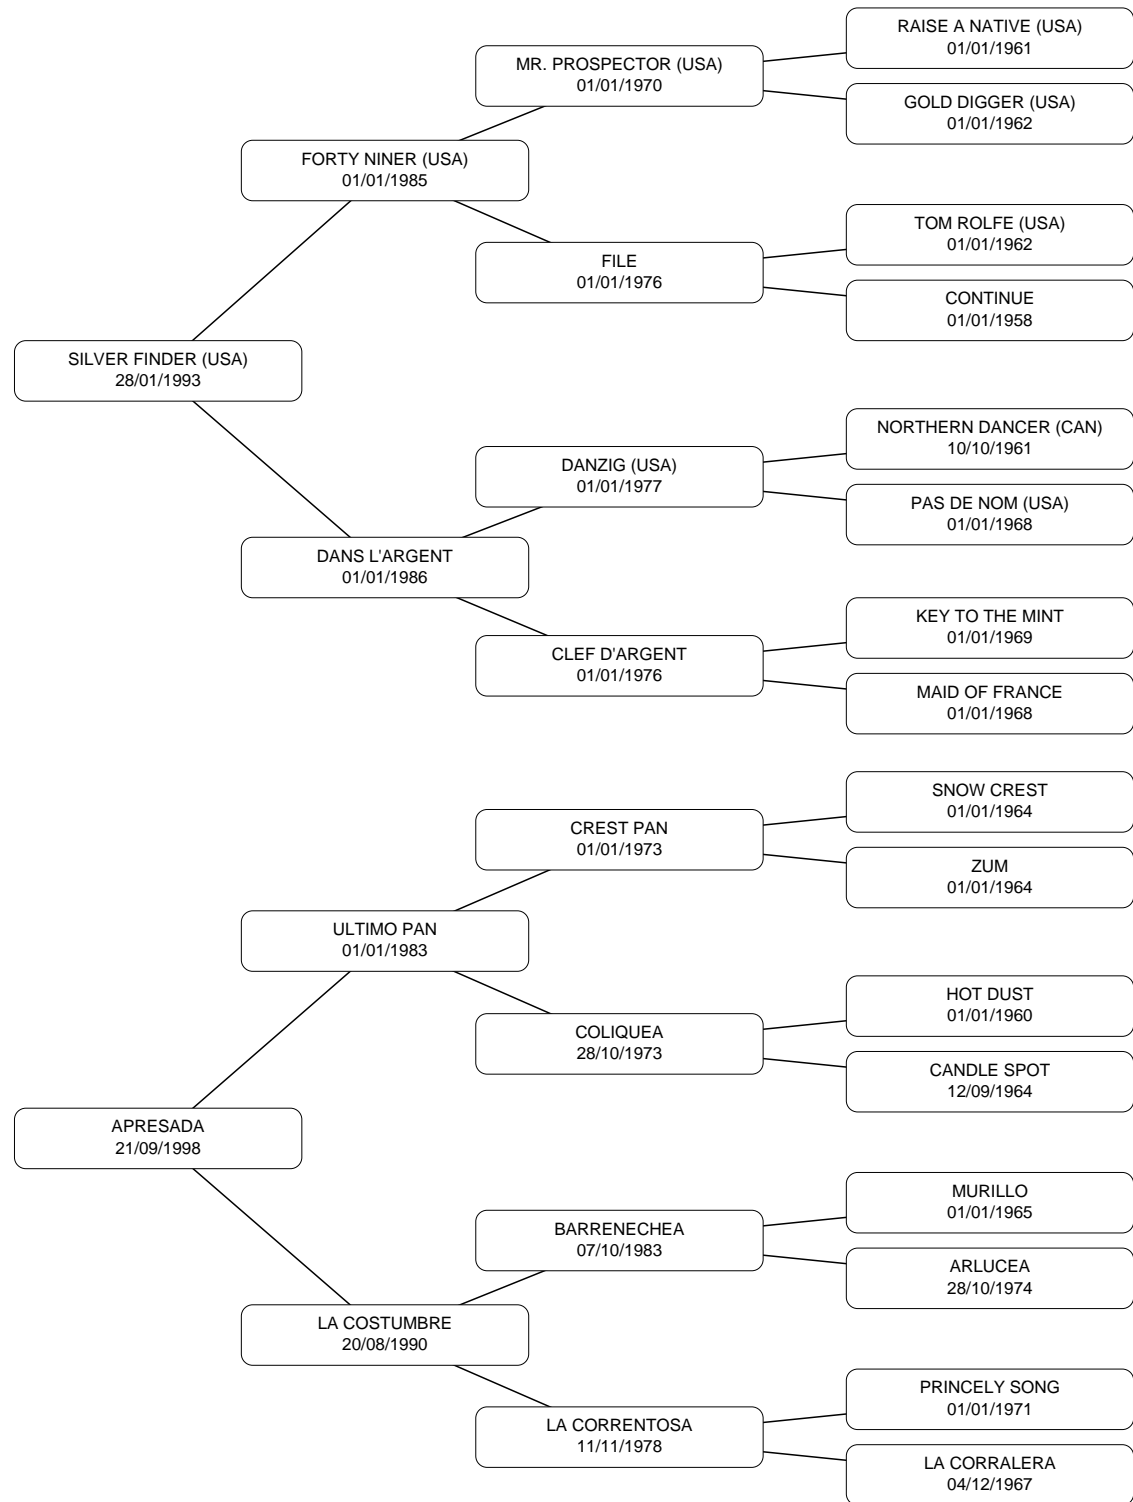 RAISE A NATIVE (USA)
01/01/1961
MR. PROSPECTOR (USA)
01/01/1970
GOLD DIGGER (USA)
01/01/1962
FORTY NINER (USA)
01/01/1985
TOM ROLFE (USA)
01/01/1962
FILE
01/01/1976
CONTINUE
01/01/1958
SILVER FINDER (USA)
28/01/1993
NORTHERN DANCER (CAN)
10/10/1961
DANZIG (USA)
01/01/1977
PAS DE NOM (USA)
01/01/1968
DANS L'ARGENT
01/01/1986
KEY TO THE MINT
01/01/1969
CLEF D'ARGENT
01/01/1976
MAID OF FRANCE
01/01/1968
SNOW CREST
01/01/1964
CREST PAN
01/01/1973
ZUM
01/01/1964
ULTIMO PAN
01/01/1983
HOT DUST
01/01/1960
COLIQUEA
28/10/1973
CANDLE SPOT
12/09/1964
APRESADA
21/09/1998
MURILLO
01/01/1965
BARRENECHEA
07/10/1983
ARLUCEA
28/10/1974
LA COSTUMBRE
20/08/1990
PRINCELY SONG
01/01/1971
LA CORRENTOSA
11/11/1978
LA CORRALERA
04/12/1967